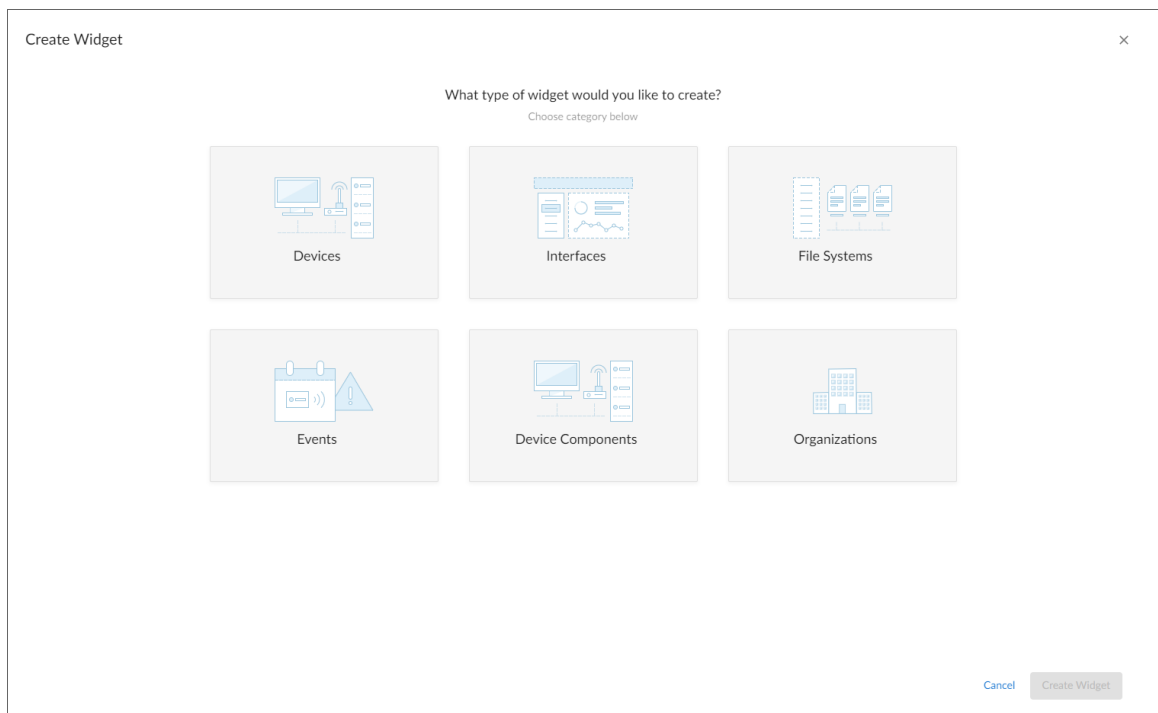 Create Widget
What type of widget would you like to create?
Choose category below
Devices
Interfaces
File Systems
Events
Device Components
Organizations
Cancel
Create Widget